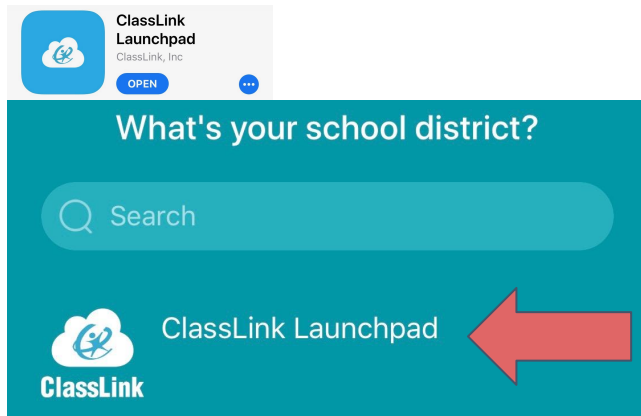 ClassLink
Launchpad
ClassLink, Inc
OPEN
What's your school district?
Search
ClassLink Launchpad
ClassLink